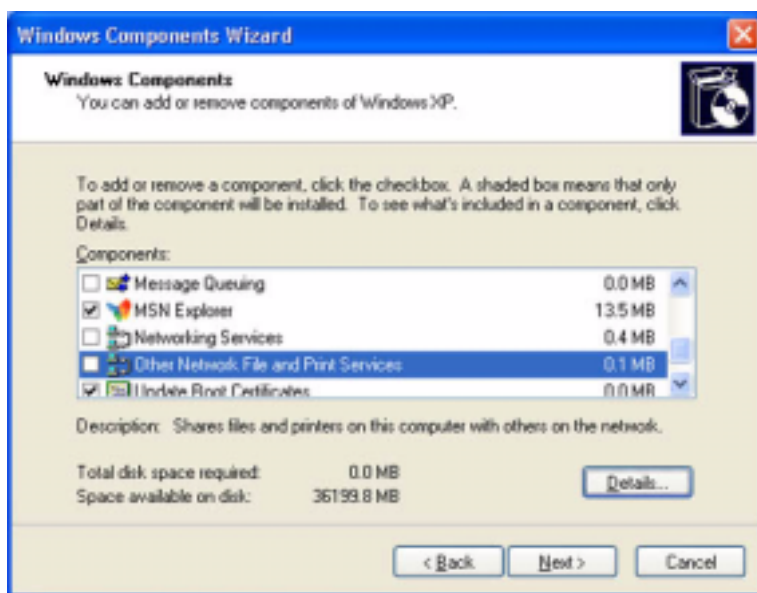 Windows Components Wizard
Windows Components
You can add or remove components of Windows XP.
To add or remove a component, click the checkbox. A shaded box means that only
part of the component will be installed. To see what's included in a component, click
Details.
Components:
Message Queuing 0.0 MB
MSN Explorer 13.5 MB
Networking Services 0.4 MB
Other Network File and Print Services 0.1 MB
Update Root Certificates 0.0 MB
Description: Shares files and printers on this computer with others on the network.
Total disk space required: 0.0 MB
Space available on disk: 36199.8 MB
Details...
< Back Next > Cancel